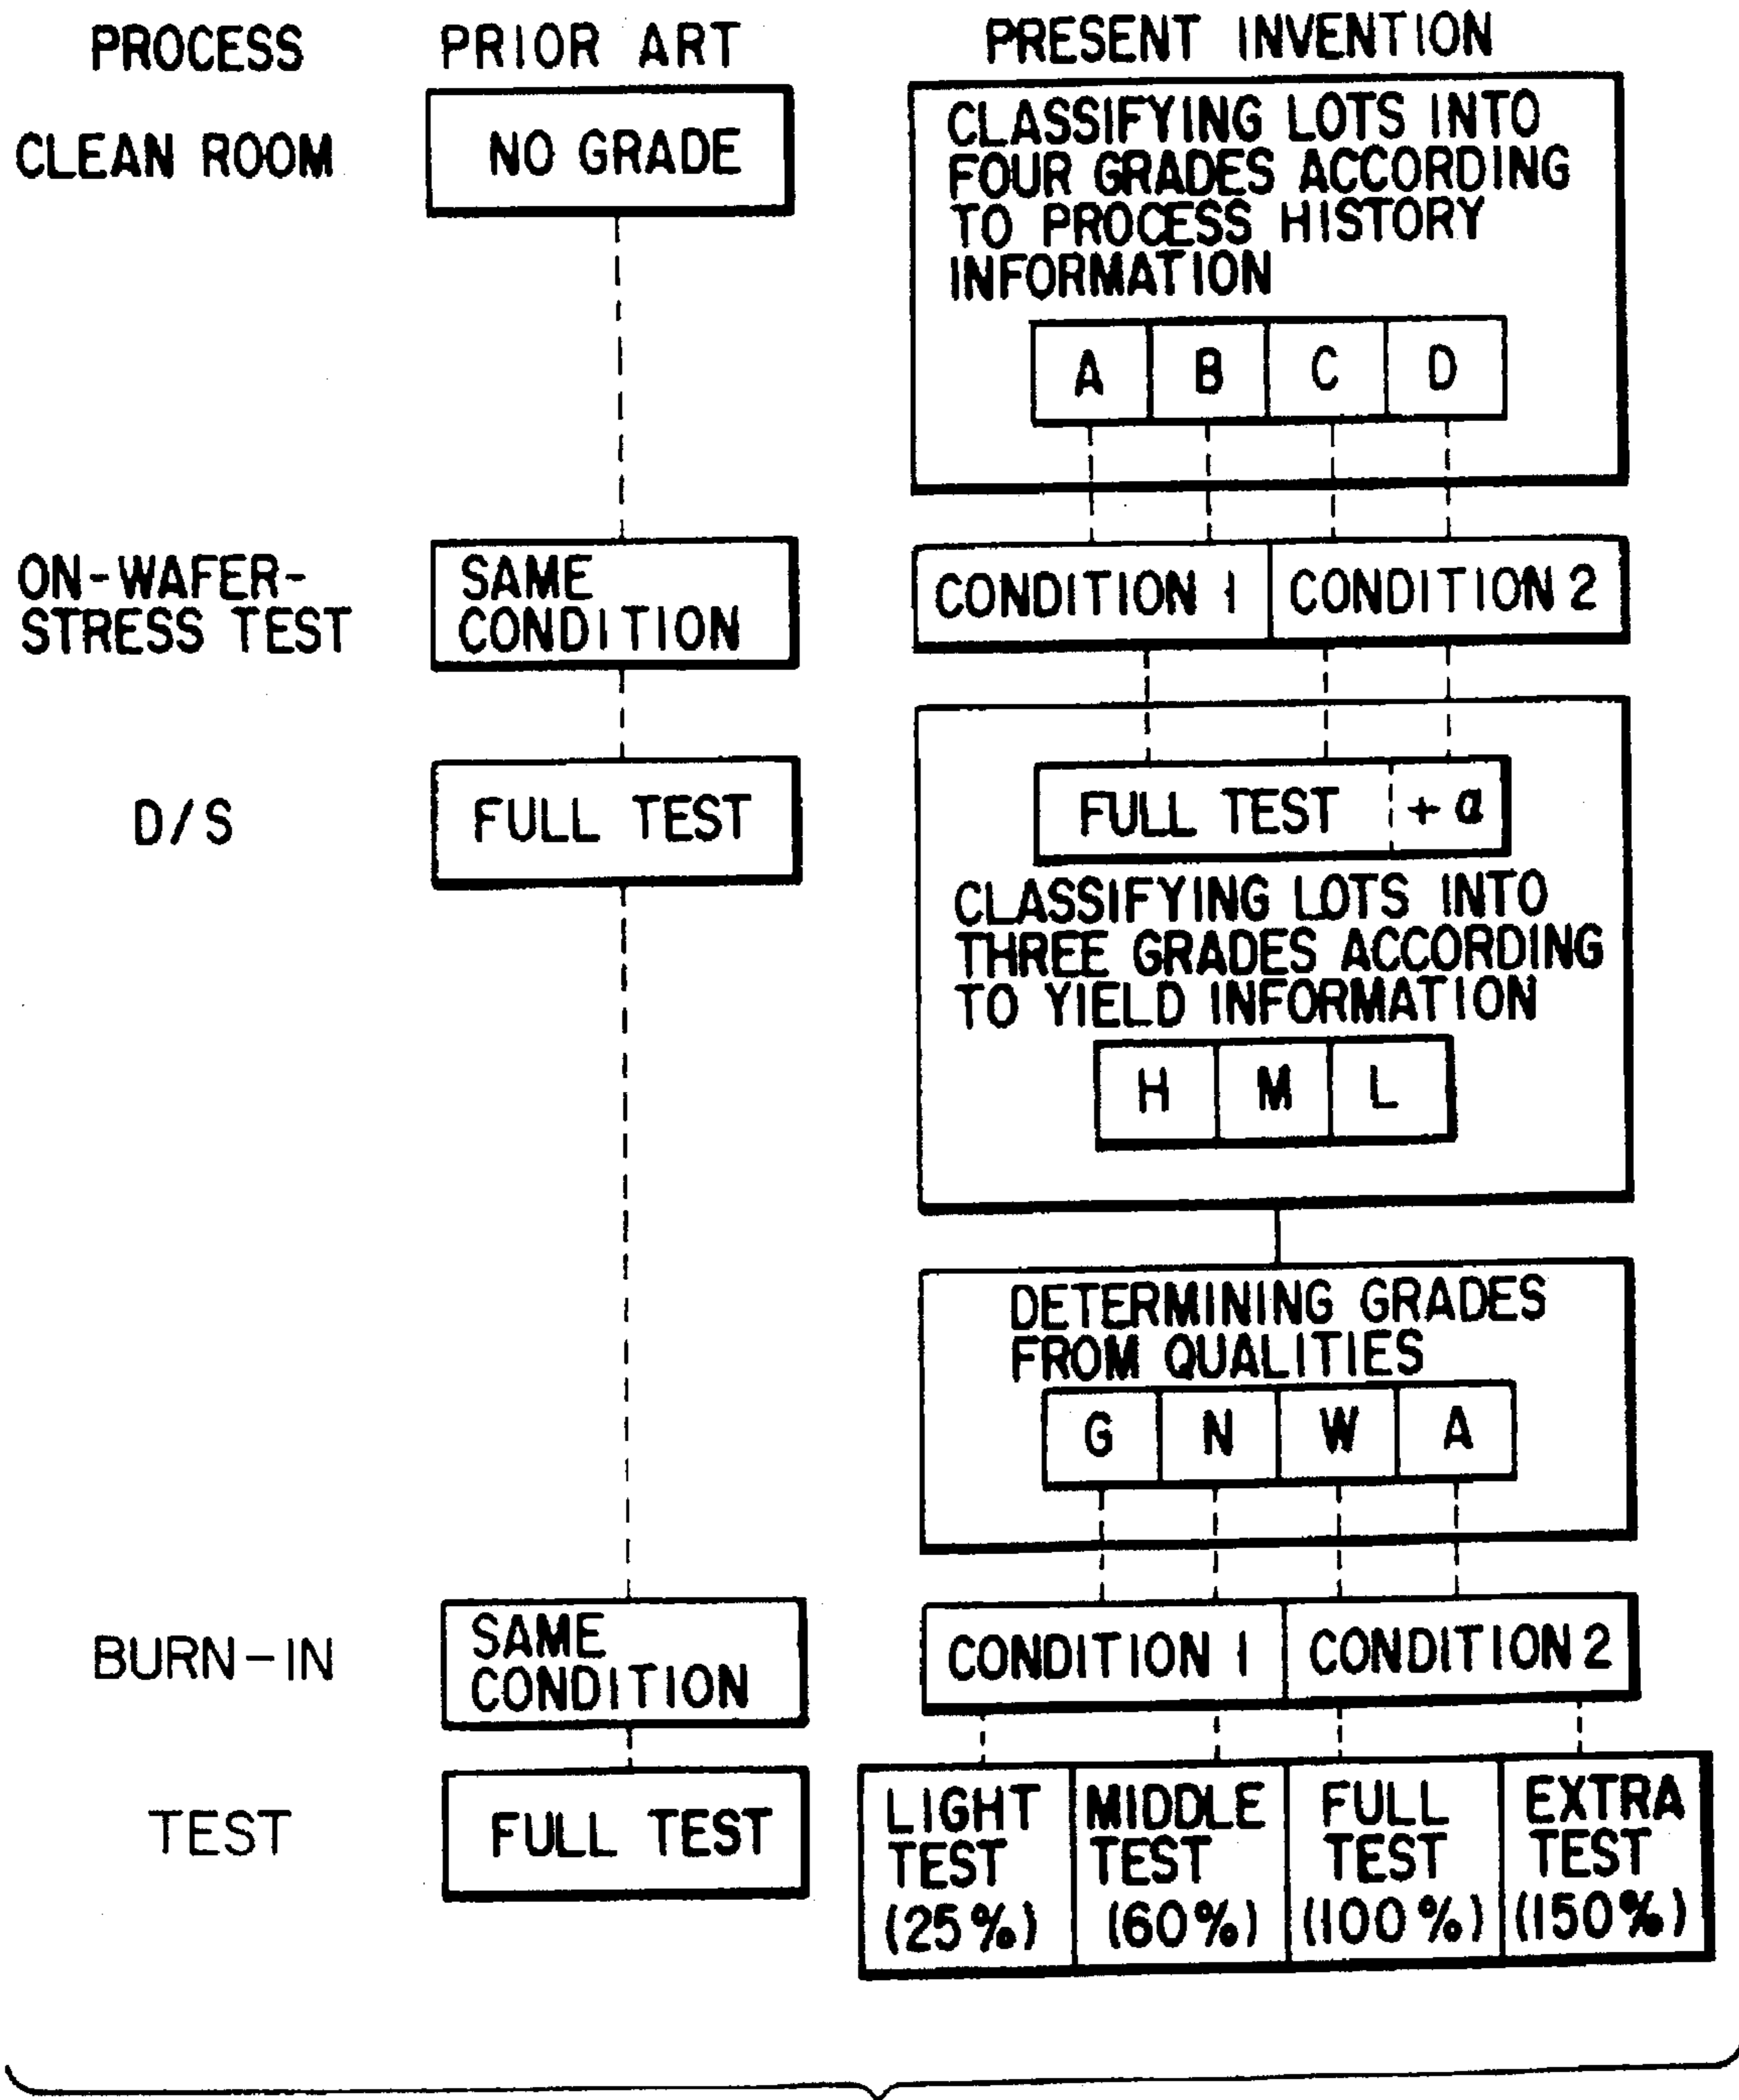 PROCESS
PRIOR ART
PRESENT INVENTION
CLEAN ROOM
NO GRADE
CLASSIFYING LOTS INTO
FOUR GRADES ACCORDING
TO PROCESS HISTORY
INFORMATION
A B C D
ON-WAFER-
STRESS TEST
SAME
CONDITION
CONDITION 1
CONDITION 2
D/S
FULL TEST
FULL TEST + α
CLASSIFYING LOTS INTO
THREE GRADES ACCORDING
TO YIELD INFORMATION
H M L
DETERMINING GRADES
FROM QUALITIES
G N W A
BURN-IN
SAME
CONDITION
CONDITION 1
CONDITION 2
TEST
FULL TEST
LIGHT
TEST
(25%)
MIDDLE
TEST
(60%)
FULL
TEST
(100%)
EXTRA
TEST
(150%)